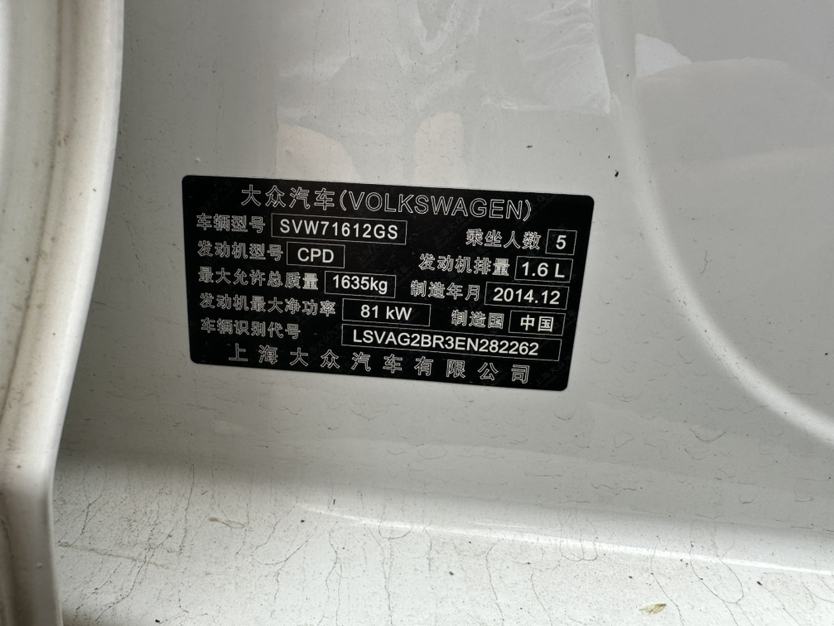 大众汽车(VOLKSWAGEN)
车辆型号 SVW71612GS 乘坐人数 5
发动机型号 CPD 发动机排量 1.6 L
最大允许总质量 1635kg 制造年月 2014.12
发动机最大净功率 81 kW 制造国 中国
车辆识别代号 LSVAG2BR3EN282262
上海大众汽车有限公司